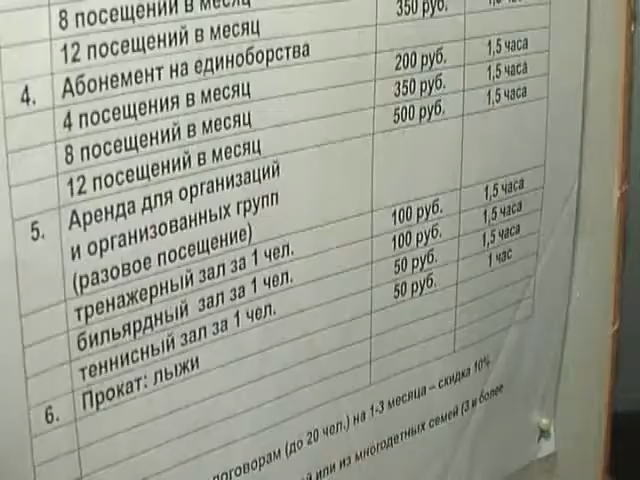 8 посещений в месяц
12 посещений в месяц 350 руб.
4. Абонемент на единоборства
4 посещения в месяц 200 руб. 1,5 часа
8 посещений в месяц 350 руб. 1,5 часа
12 посещений в месяц 500 руб. 1,5 часа
5. Аренда для организаций
и организованных групп
(разовое посещение)
тренажерный зал за 1 чел. 100 руб. 1,5 часа
бильярдный зал за 1 чел. 100 руб. 1,5 часа
теннисный зал за 1 чел. 50 руб. 1,5 часа
6. Прокат: лыжи 50 руб. 1 час
договорам (до 20 чел.) на 1-3 месяца – скидка 10%
или из многодетных семей (3 и более